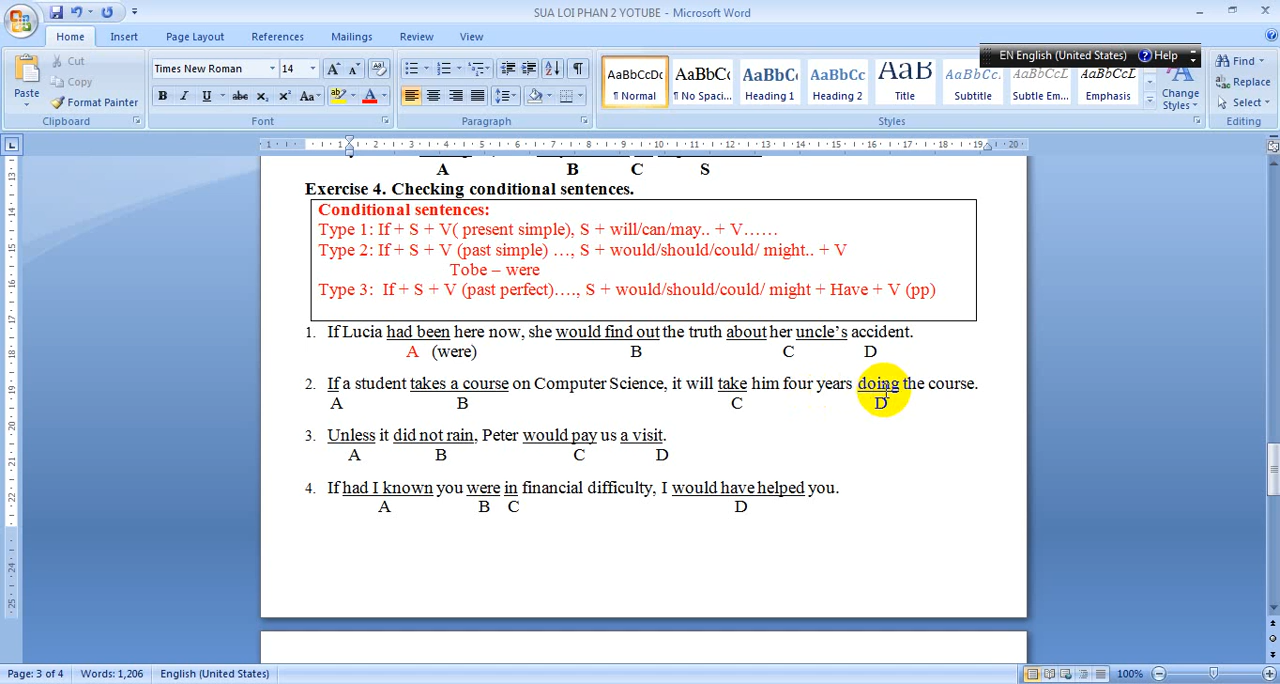 SUA LOI PHAN 2 YOTUBE - Microsoft Word
Home Insert Page Layout References Mailings Review View
EN English (United States) Help
Paste Cut Copy Format Painter
Clipboard
Times New Roman 14
Font
Paragraph
AaBbCcDc AaBbCc AaBbC AaBbCc AaB AaBbCc. AaBbCc AaBbCc
¶ Normal ¶ No Spaci... Heading 1 Heading 2 Title Subtitle Subtle Em... Emphasis
Styles
Change Styles
Find Replace Select
Editing
A B C S
Exercise 4. Checking conditional sentences.
Conditional sentences:
Type 1: If + S + V( present simple), S + will/can/may.. + V……
Type 2: If + S + V (past simple) …, S + would/should/could/ might.. + V
Tobe – were
Type 3: If + S + V (past perfect)…., S + would/should/could/ might + Have + V (pp)
1. If Lucia had been here now, she would find out the truth about her uncle’s accident.
A (were) B C D
2. If a student takes a course on Computer Science, it will take him four years doing the course.
A B C D
3. Unless it did not rain, Peter would pay us a visit.
A B C D
4. If had I known you were in financial difficulty, I would have helped you.
A B C D
Page: 3 of 4 Words: 1,206 English (United States) 100%